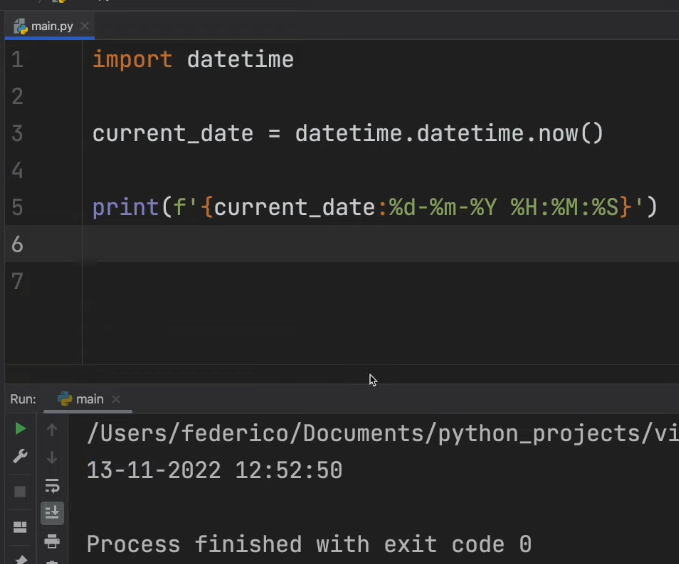 main.py
1 import datetime
2
3 current_date = datetime.datetime.now()
4
5 print(f'{current_date:%d-%m-%Y %H:%M:%S}')
6
7
Run: main
/Users/federico/Documents/python_projects/vi
13-11-2022 12:52:50
Process finished with exit code 0